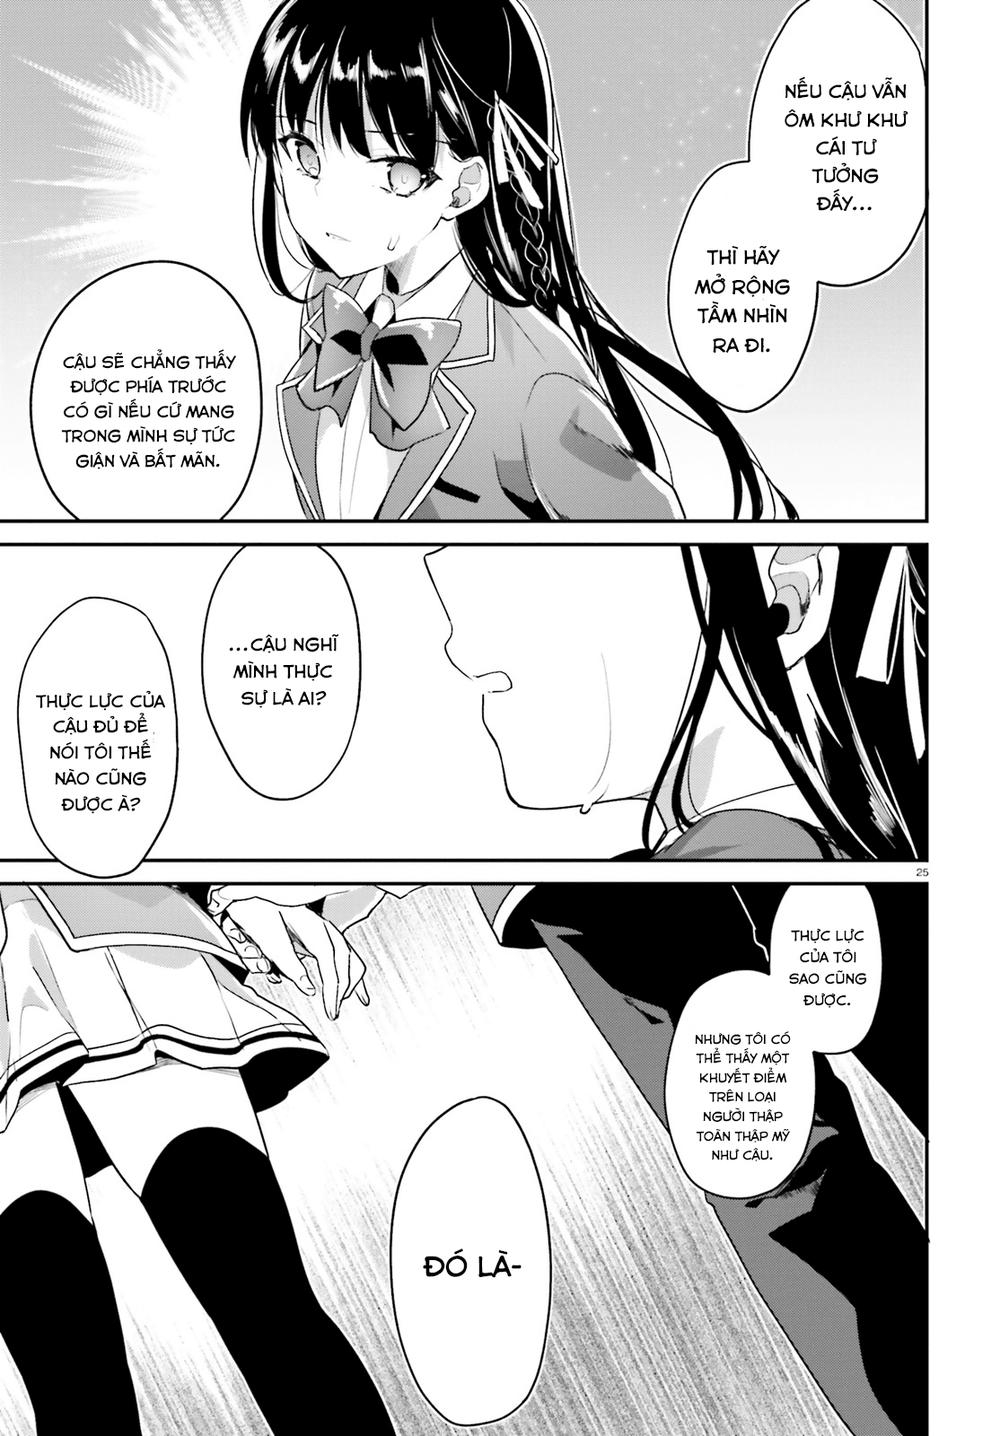 NẾU CẬU VẪN
ÔM KHƯ KHƯ
CÁI TƯ
TƯỞNG
ĐẤY...
THÌ HÃY
MỞ RỘNG
TẦM NHÌN
RA ĐI.
CẬU SẼ CHẲNG THẤY
ĐƯỢC PHÍA TRƯỚC
CÓ GÌ NẾU CỨ MANG
TRONG MÌNH SỰ TỨC
GIẬN VÀ BẤT MÃN.
...CẬU NGHĨ
MÌNH THỰC
SỰ LÀ AI?
THỰC LỰC CỦA
CẬU ĐỦ ĐỂ
NÓI TÔI THẾ
NÀO CŨNG
ĐƯỢC À?
25
THỰC LỰC
CỦA TÔI
SAO CŨNG
ĐƯỢC.
NHƯNG TÔI CÓ
THỂ THẤY MỘT
KHUYẾT ĐIỂM
TRÊN LOẠI
NGƯỜI THẬP
TOÀN THẬP MỸ
NHƯ CẬU.
ĐÓ LÀ-